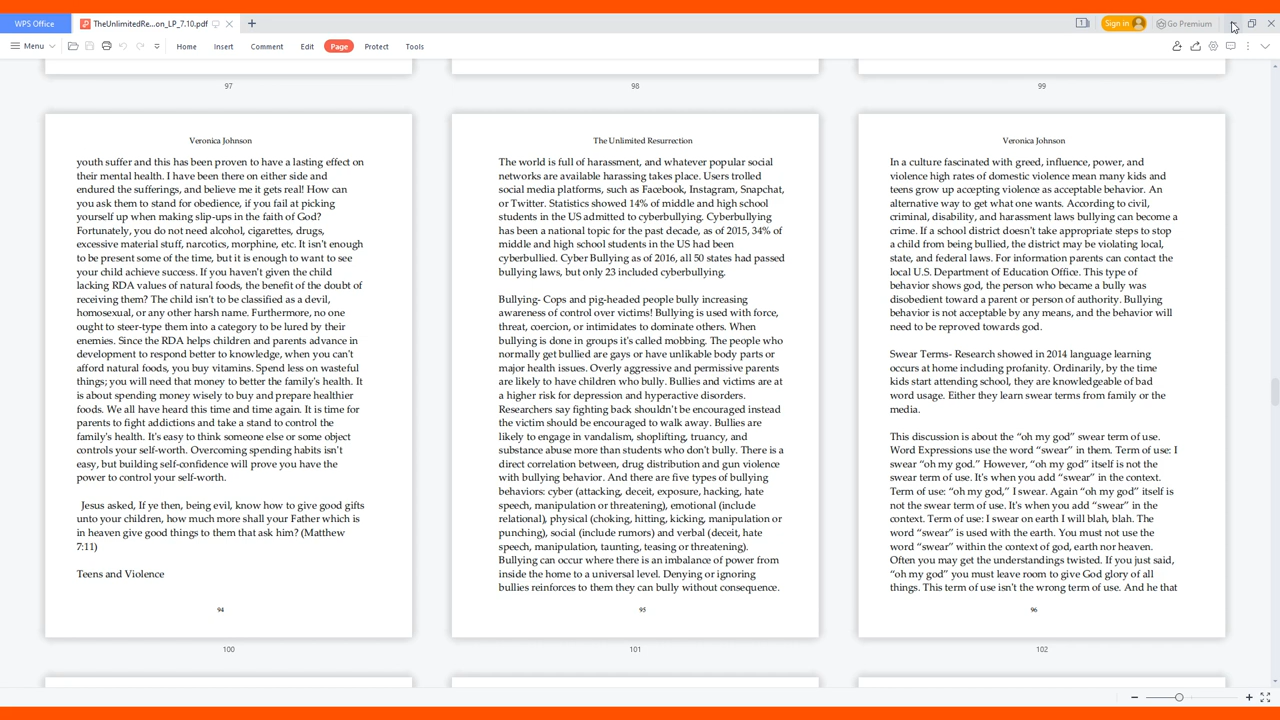 WPS Office
TheUnlimitedRe...on_LP_7.10.pdf
1
Sign in
Go Premium
Menu
Home
Insert
Comment
Edit
Page
Protect
Tools
97
98
99
Veronica Johnson
youth suffer and this has been proven to have a lasting effect on
their mental health. I have been there on either side and
endured the sufferings, and believe me it gets real! How can
you ask them to stand for obedience, if you fail at picking
yourself up when making slip-ups in the faith of God?
Fortunately, you do not need alcohol, cigarettes, drugs,
excessive material stuff, narcotics, morphine, etc. It isn't enough
to be present some of the time, but it is enough to want to see
your child achieve success. If you haven't given the child
lacking RDA values of natural foods, the benefit of the doubt of
receiving them? The child isn't to be classified as a devil,
homosexual, or any other harsh name. Furthermore, no one
ought to steer-type them into a category to be lured by their
enemies. Since the RDA helps children and parents advance in
development to respond better to knowledge, when you can't
afford natural foods, you buy vitamins. Spend less on wasteful
things; you will need that money to better the family's health. It
is about spending money wisely to buy and prepare healthier
foods. We all have heard this time and time again. It is time for
parents to fight addictions and take a stand to control the
family's health. It's easy to think someone else or some object
controls your self-worth. Overcoming spending habits isn't
easy, but building self-confidence will prove you have the
power to control your self-worth.
Jesus asked, If ye then, being evil, know how to give good gifts
unto your children, how much more shall your Father which is
in heaven give good things to them that ask him? (Matthew
7:11)
Teens and Violence
94
100
The Unlimited Resurrection
The world is full of harassment, and whatever popular social
networks are available harassing takes place. Users trolled
social media platforms, such as Facebook, Instagram, Snapchat,
or Twitter. Statistics showed 14% of middle and high school
students in the US admitted to cyberbullying. Cyberbullying
has been a national topic for the past decade, as of 2015, 34% of
middle and high school students in the US had been
cyberbullied. Cyber Bullying as of 2016, all 50 states had passed
bullying laws, but only 23 included cyberbullying.
Bullying- Cops and pig-headed people bully increasing
awareness of control over victims! Bullying is used with force,
threat, coercion, or intimidates to dominate others. When
bullying is done in groups it's called mobbing. The people who
normally get bullied are gays or have unlikable body parts or
major health issues. Overly aggressive and permissive parents
are likely to have children who bully. Bullies and victims are at
a higher risk for depression and hyperactive disorders.
Researchers say fighting back shouldn't be encouraged instead
the victim should be encouraged to walk away. Bullies are
likely to engage in vandalism, shoplifting, truancy, and
substance abuse more than students who don't bully. There is a
direct correlation between, drug distribution and gun violence
with bullying behavior. And there are five types of bullying
behaviors: cyber (attacking, deceit, exposure, hacking, hate
speech, manipulation or threatening), emotional (include
relational), physical (choking, hitting, kicking, manipulation or
punching), social (include rumors) and verbal (deceit, hate
speech, manipulation, taunting, teasing or threatening).
Bullying can occur where there is an imbalance of power from
inside the home to a universal level. Denying or ignoring
bullies reinforces to them they can bully without consequence.
95
101
Veronica Johnson
In a culture fascinated with greed, influence, power, and
violence high rates of domestic violence mean many kids and
teens grow up accepting violence as acceptable behavior. An
alternative way to get what one wants. According to civil,
criminal, disability, and harassment laws bullying can become a
crime. If a school district doesn't take appropriate steps to stop
a child from being bullied, the district may be violating local,
state, and federal laws. For information parents can contact the
local U.S. Department of Education Office. This type of
behavior shows god, the person who became a bully was
disobedient toward a parent or person of authority. Bullying
behavior is not acceptable by any means, and the behavior will
need to be reproved towards god.
Swear Terms- Research showed in 2014 language learning
occurs at home including profanity. Ordinarily, by the time
kids start attending school, they are knowledgeable of bad
word usage. Either they learn swear terms from family or the
media.
This discussion is about the “oh my god” swear term of use.
Word Expressions use the word “swear” in them. Term of use: I
swear “oh my god.” However, “oh my god” itself is not the
swear term of use. It's when you add “swear” in the context.
Term of use: “oh my god,” I swear. Again “oh my god” itself is
not the swear term of use. It's when you add “swear” in the
context. Term of use: I swear on earth I will blah, blah. The
word “swear” is used with the earth. You must not use the
word “swear” within the context of god, earth nor heaven.
Often you may get the understandings twisted. If you just said,
“oh my god” you must leave room to give God glory of all
things. This term of use isn't the wrong term of use. And he that
96
102